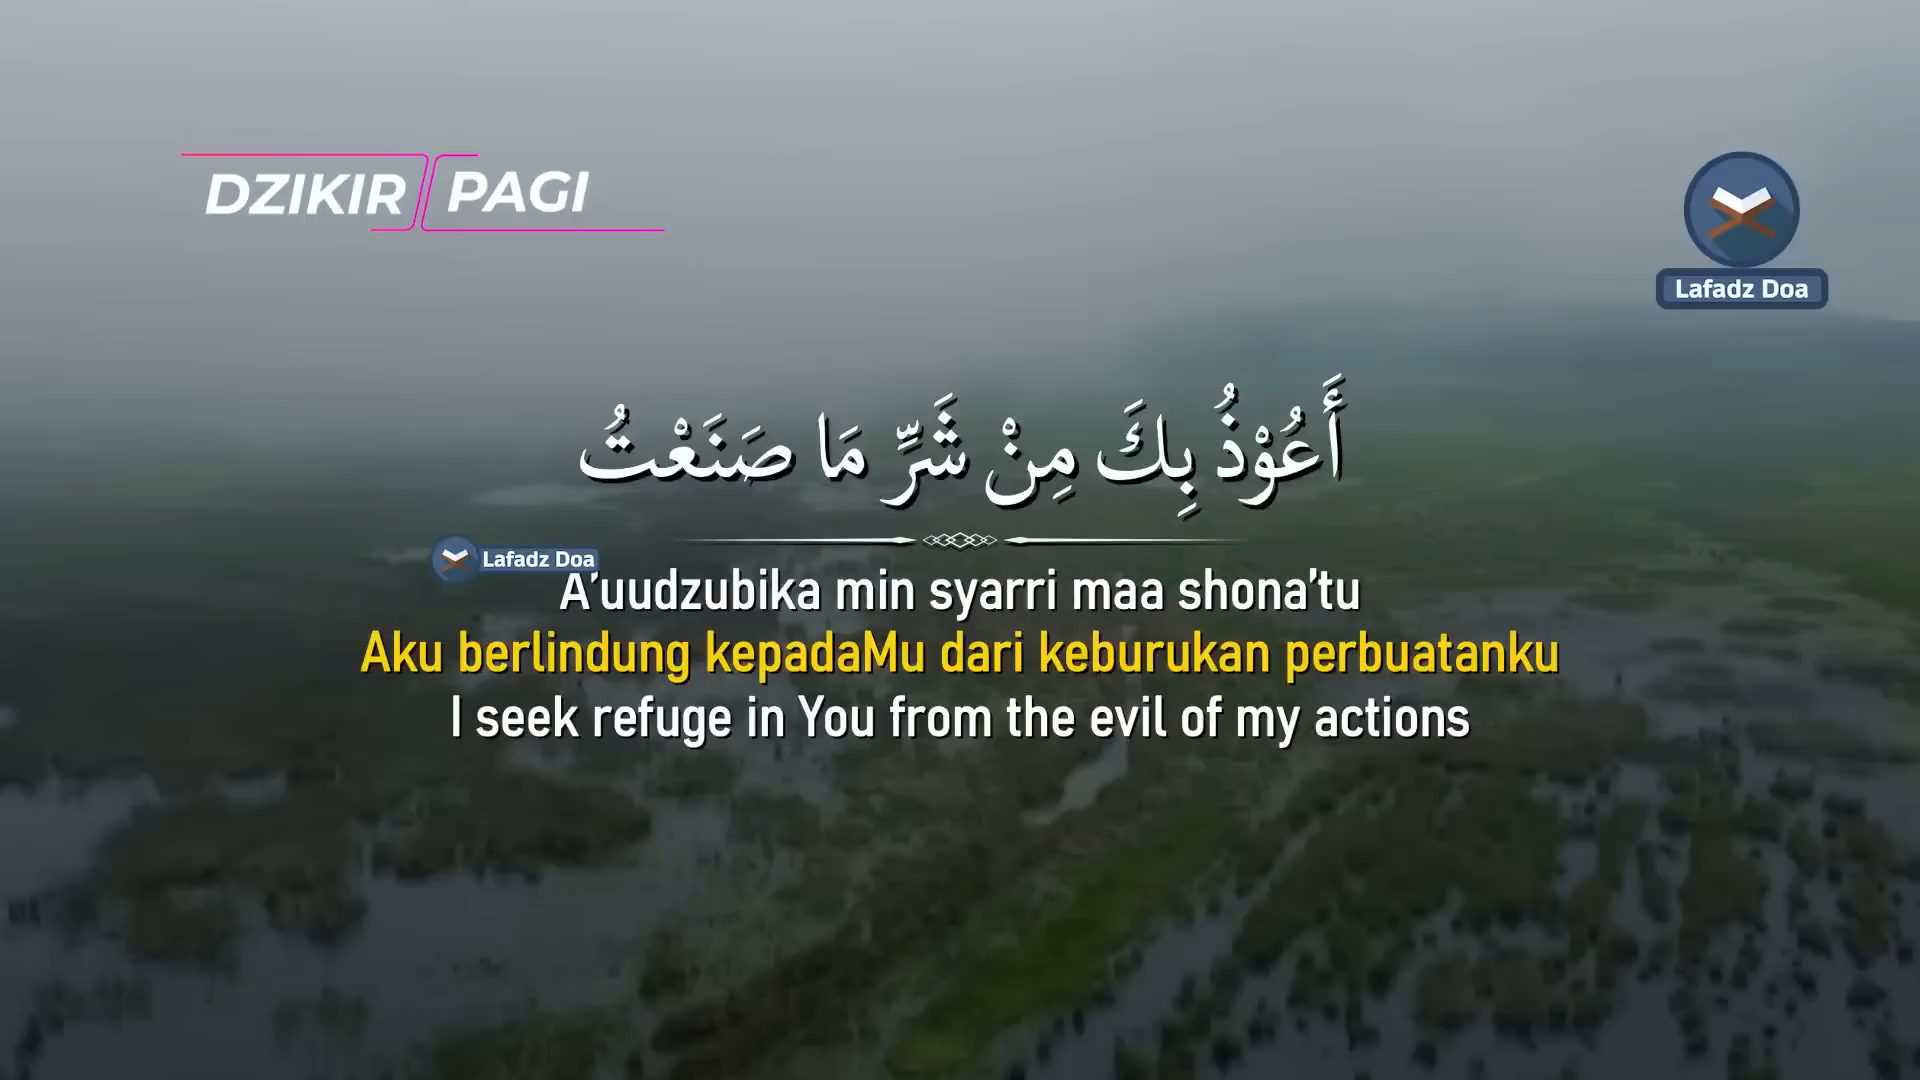 DZIKIR PAGI
Lafadz Doa
أَعُوْذُ بِكَ مِنْ شَرِّ مَا صَنَعْتُ
Lafadz Doa
A'uudzubika min syarri maa shona'tu
Aku berlindung kepadaMu dari keburukan perbuatanku
I seek refuge in You from the evil of my actions